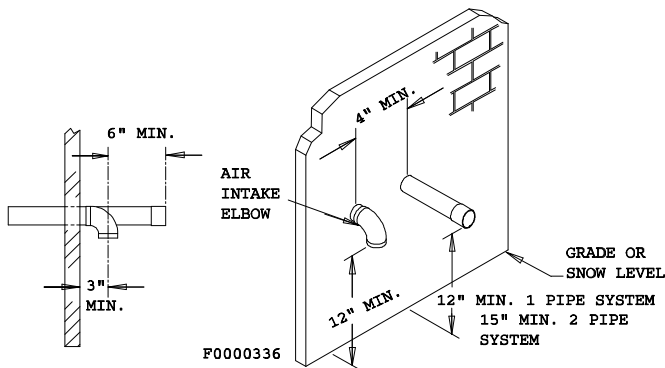 6" MIN.
3"
MIN.
AIR
INTAKE
ELBOW
4" MIN.
12" MIN.
GRADE OR
SNOW LEVEL
12" MIN. 1 PIPE SYSTEM
15" MIN. 2 PIPE
SYSTEM
F0000336